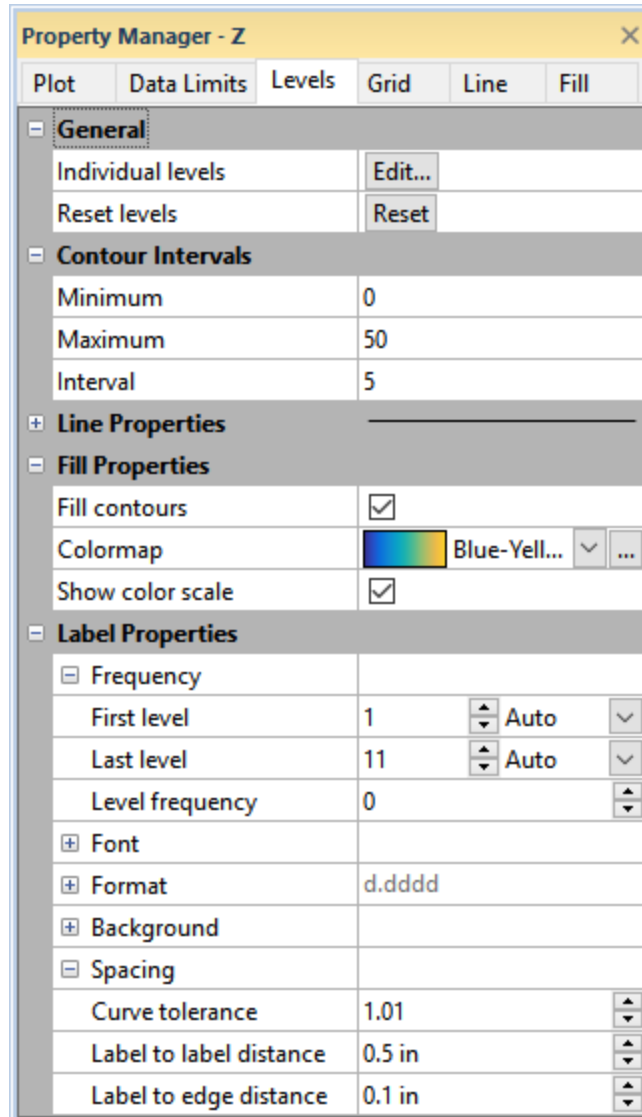 Property Manager - Z
Plot Data Limits Levels Grid Line Fill
General
Individual levels Edit...
Reset levels Reset
Contour Intervals
Minimum 0
Maximum 50
Interval 5
Line Properties
Fill Properties
Fill contours
Colormap Blue-Yell... ...
Show color scale
Label Properties
Frequency
First level 1 Auto
Last level 11 Auto
Level frequency 0
Font
Format d.dddd
Background
Spacing
Curve tolerance 1.01
Label to label distance 0.5 in
Label to edge distance 0.1 in